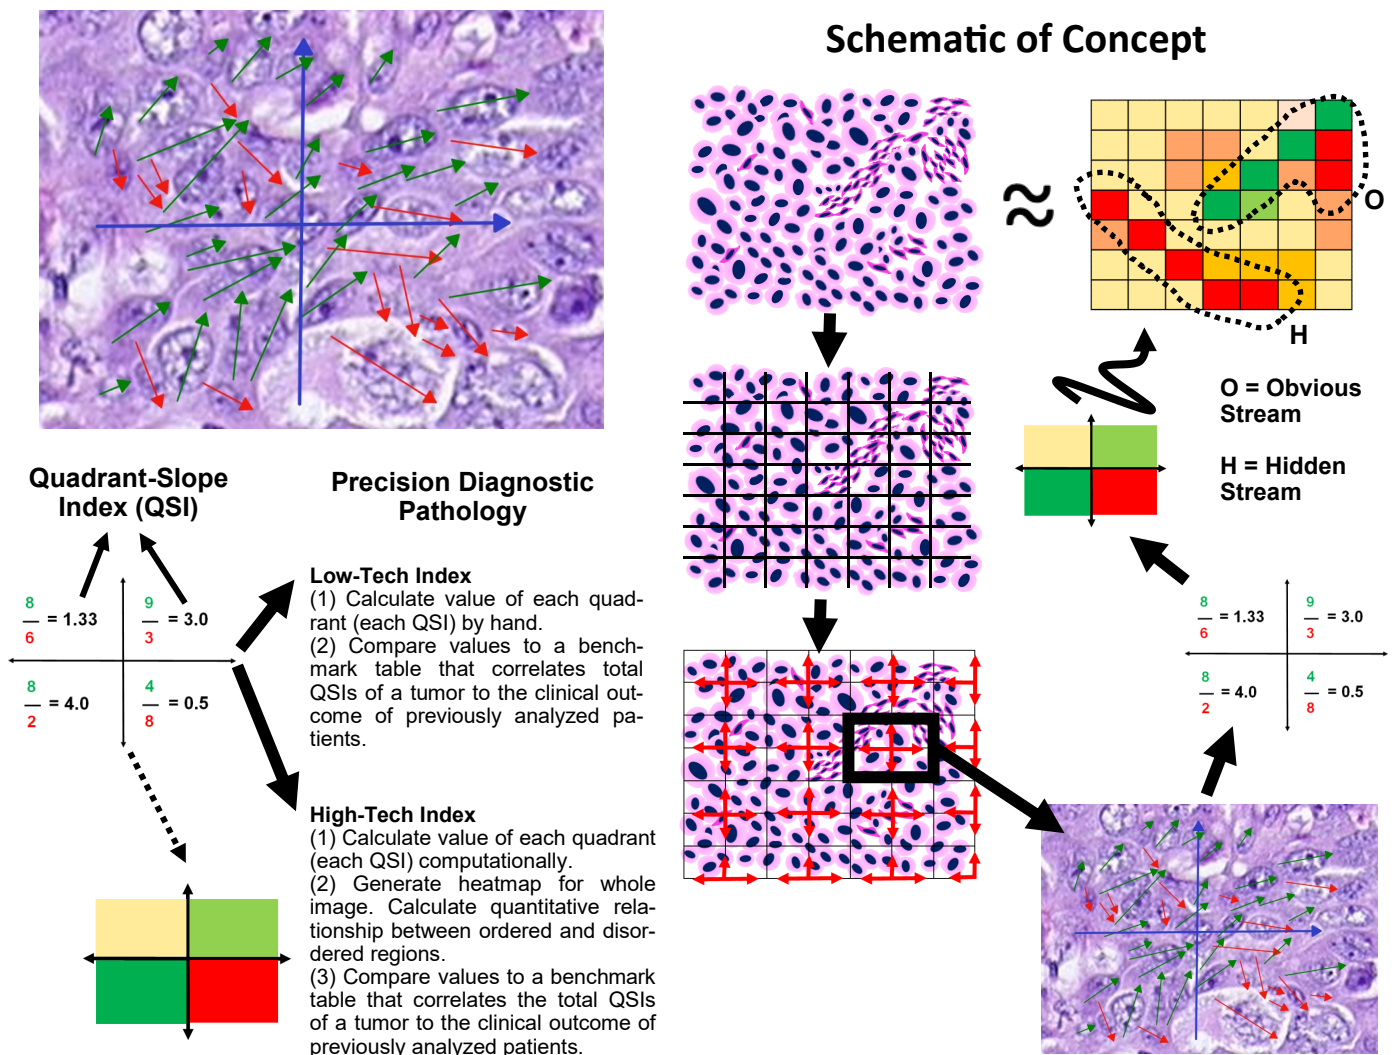 Schematic of Concept
≈
O
H
O = Obvious
Stream
H = Hidden
Stream
Quadrant-Slope
Index (QSI)
8
6
= 1.33
9
3
= 3.0
8
2
= 4.0
4
8
= 0.5
Precision Diagnostic
Pathology
Low-Tech Index
(1) Calculate value of each quad-
rant (each QSI) by hand.
(2) Compare values to a bench-
mark table that correlates total
QSIs of a tumor to the clinical out-
come of previously analyzed pa-
tients.
High-Tech Index
(1) Calculate value of each quadrant
(each QSI) computationally.
(2) Generate heatmap for whole
image. Calculate quantitative rela-
tionship between ordered and disor-
dered regions.
(3) Compare values to a benchmark
table that correlates the total QSIs
of a tumor to the clinical outcome of
previously analyzed patients.
8
6
= 1.33
9
3
= 3.0
8
2
= 4.0
4
8
= 0.5